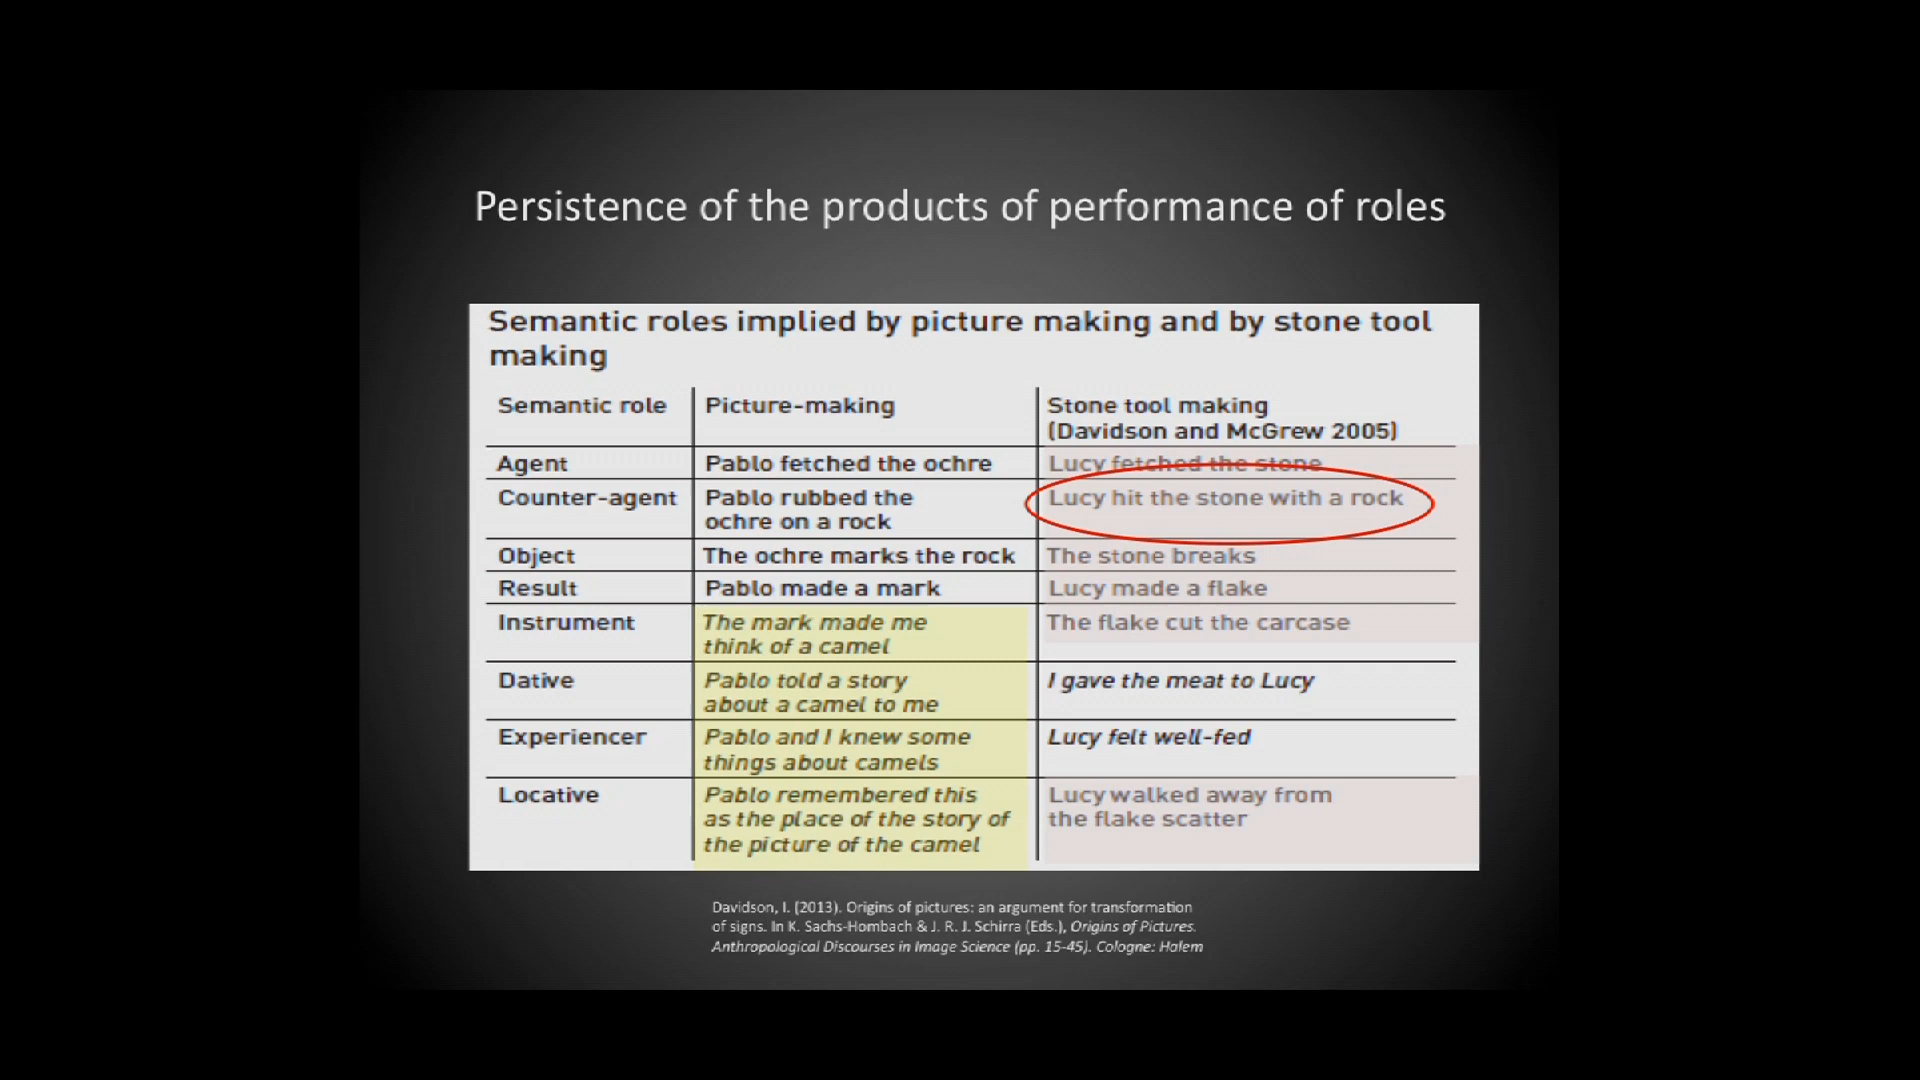 Persistence of the products of performance of roles
Semantic roles implied by picture making and by stone tool
making
Semantic role
Picture-making
Stone tool making
(Davidson and McGrew 2005)
Agent
Pablo fetched the ochre
Lucy fetched the stone
Counter-agent
Pablo rubbed the
ochre on a rock
Lucy hit the stone with a rock
Object
The ochre marks the rock
The stone breaks
Result
Pablo made a mark
Lucy made a flake
Instrument
The mark made me
think of a camel
The flake cut the carcase
Dative
Pablo told a story
about a camel to me
I gave the meat to Lucy
Experiencer
Pablo and I knew some
things about camels
Lucy felt well-fed
Locative
Pablo remembered this
as the place of the story of
the picture of the camel
Lucy walked away from
the flake scatter
Davidson, I. (2013). Origins of pictures: an argument for transformation
of signs. In K. Sachs-Hombach & J. R. J. Schirra (Eds.), Origins of Pictures.
Anthropological Discourses in Image Science (pp. 15-45). Cologne: Halem